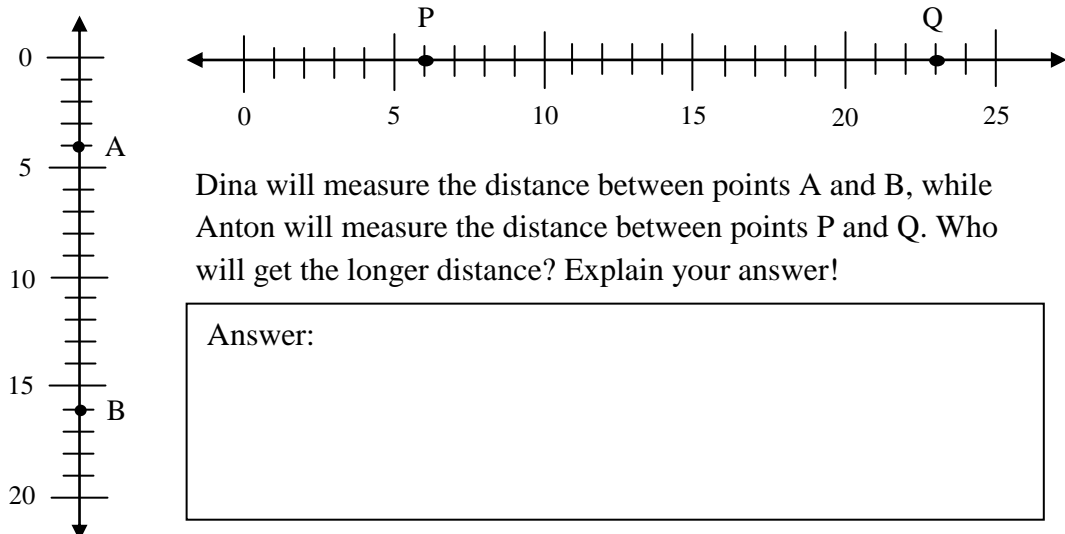 P Q
0 5 10 15 20 25
0
A
5
10
15
B
20
Dina will measure the distance between points A and B, while
Anton will measure the distance between points P and Q. Who
will get the longer distance? Explain your answer!
Answer: